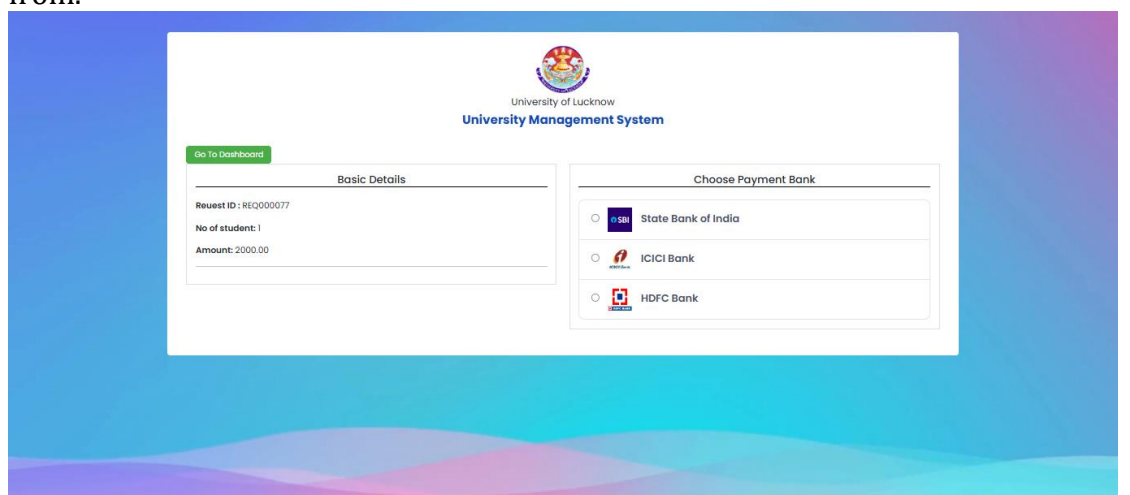 from.
University of Lucknow
University Management System
Go To Dashboard
Basic Details
Reuest ID : REQ000077
No of student: 1
Amount: 2000.00
Choose Payment Bank
SBI State Bank of India
ICICI Bank
HDFC Bank